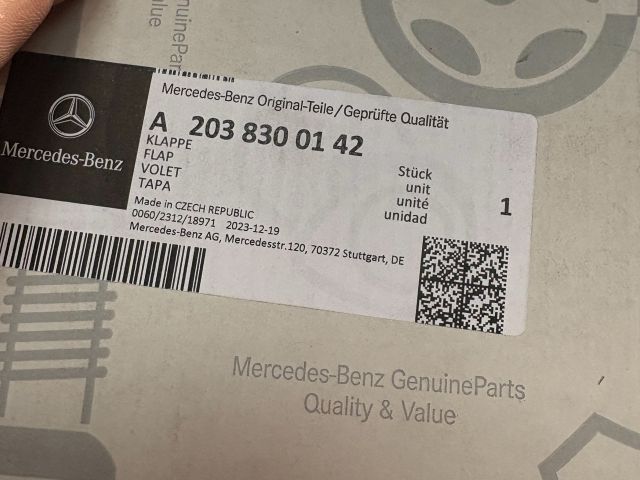 Mercedes-Benz
Mercedes-Benz Original-Teile/Geprüfte Qualität
A 203 830 01 42
KLAPPE
FLAP
VOLET
TAPA
Stück
unit
unité
unidad
1
Made in CZECH REPUBLIC
0060/2312/18971 2023-12-19
Mercedes-Benz AG, Mercedesstr.120, 70372 Stuttgart, DE
Mercedes-Benz GenuineParts
Quality & Value